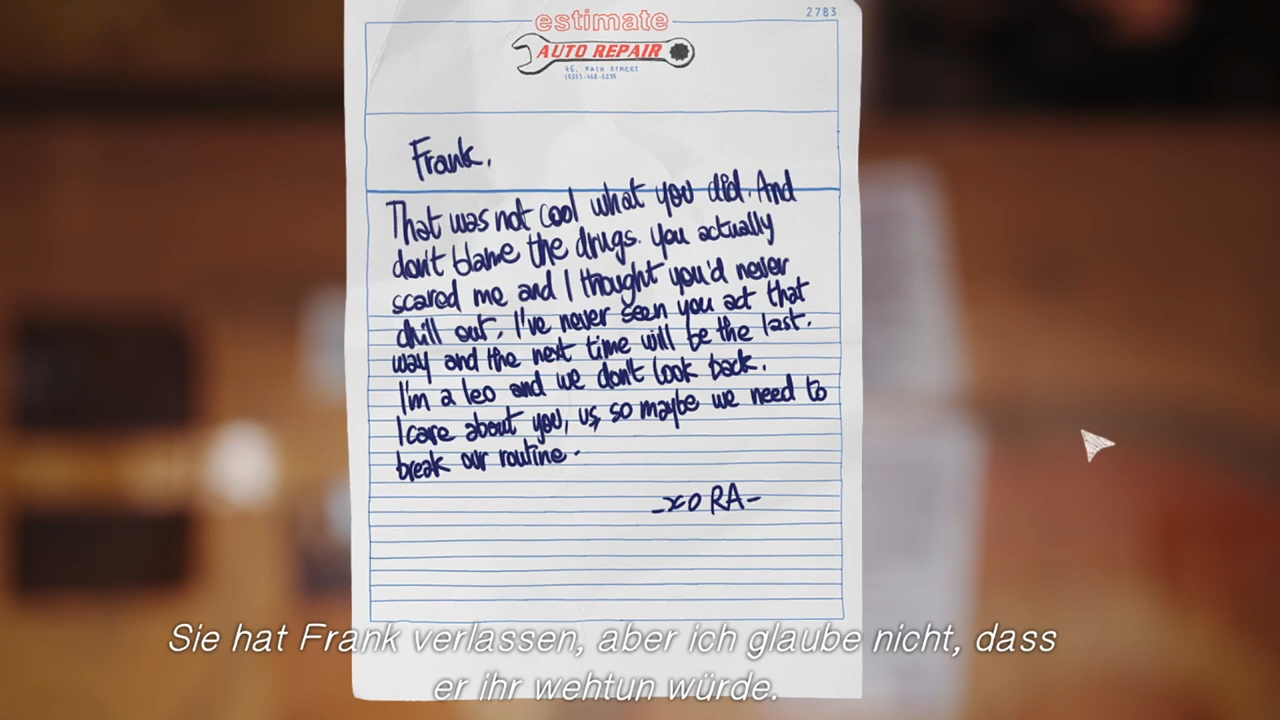 2783
estimate
AUTO REPAIR
Frank,
That was not cool what you did. And
don't blame the drugs. You actually
scared me and I thought you'd never
chill out. I've never seen you act that
way and the next time will be the last.
I'm a leo and we don't look back.
I care about you, us, so maybe we need to
break our routine.
-xo RA-
Sie hat Frank verlassen, aber ich glaube nicht, dass
er ihr wehtun würde.